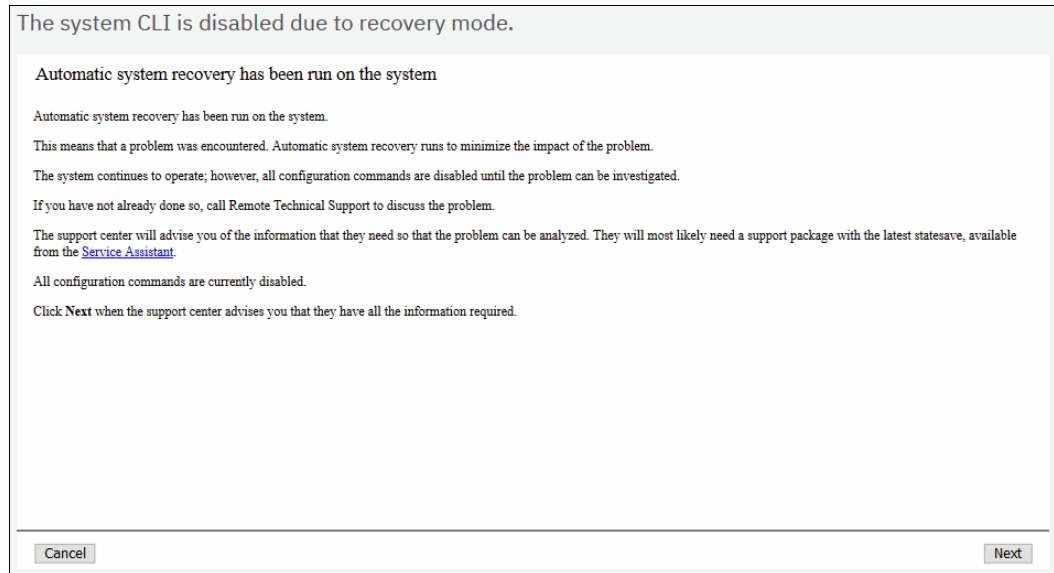 The system CLI is disabled due to recovery mode.
Automatic system recovery has been run on the system
Automatic system recovery has been run on the system.
This means that a problem was encountered. Automatic system recovery runs to minimize the impact of the problem.
The system continues to operate; however, all configuration commands are disabled until the problem can be investigated.
If you have not already done so, call Remote Technical Support to discuss the problem.
The support center will advise you of the information that they need so that the problem can be analyzed. They will most likely need a support package with the latest statesave, available
from the Service Assistant.
All configuration commands are currently disabled.
Click Next when the support center advises you that they have all the information required.
Cancel
Next